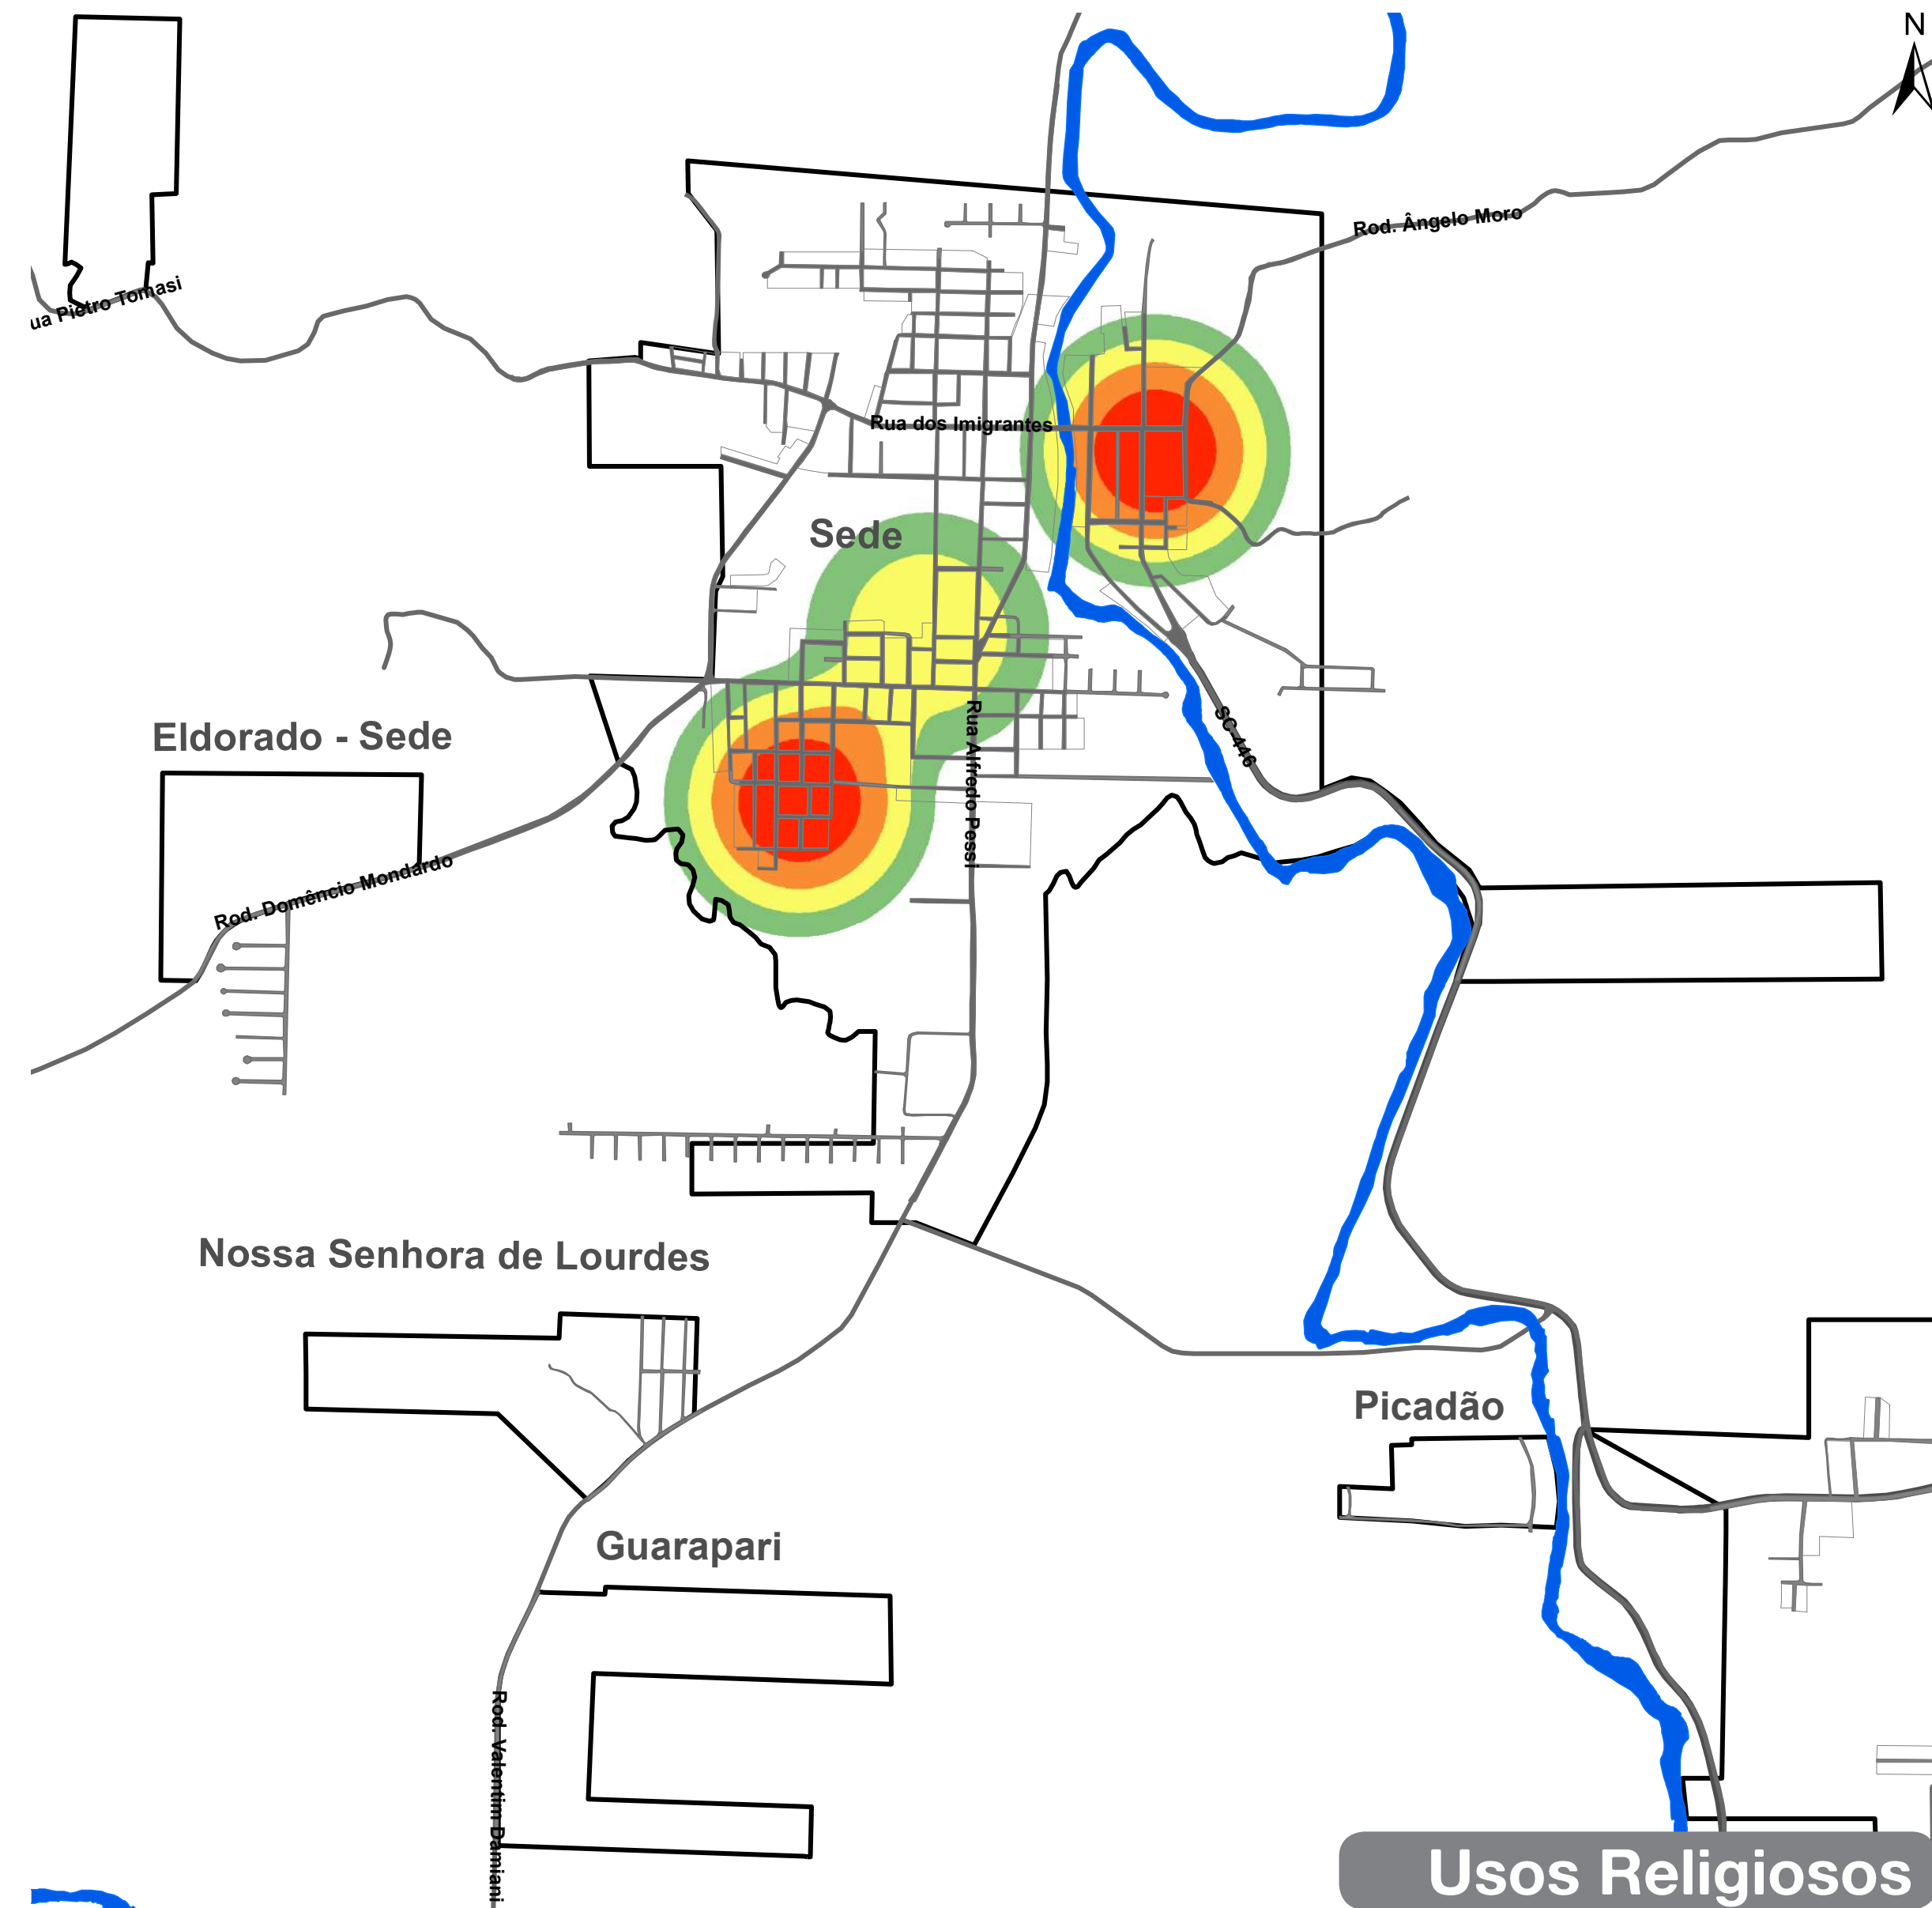 N
Rod. Ângelo Moro
ua Pietro Tomasi
Rua dos Imigrantes
Sede
Eldorado - Sede
SC-446
Rua Alfredo Pessi
Rod. Domêncio Mondardo
Nossa Senhora de Lourdes
Picadão
Guarapari
Rod. Valentim Damiani
Usos Religiosos